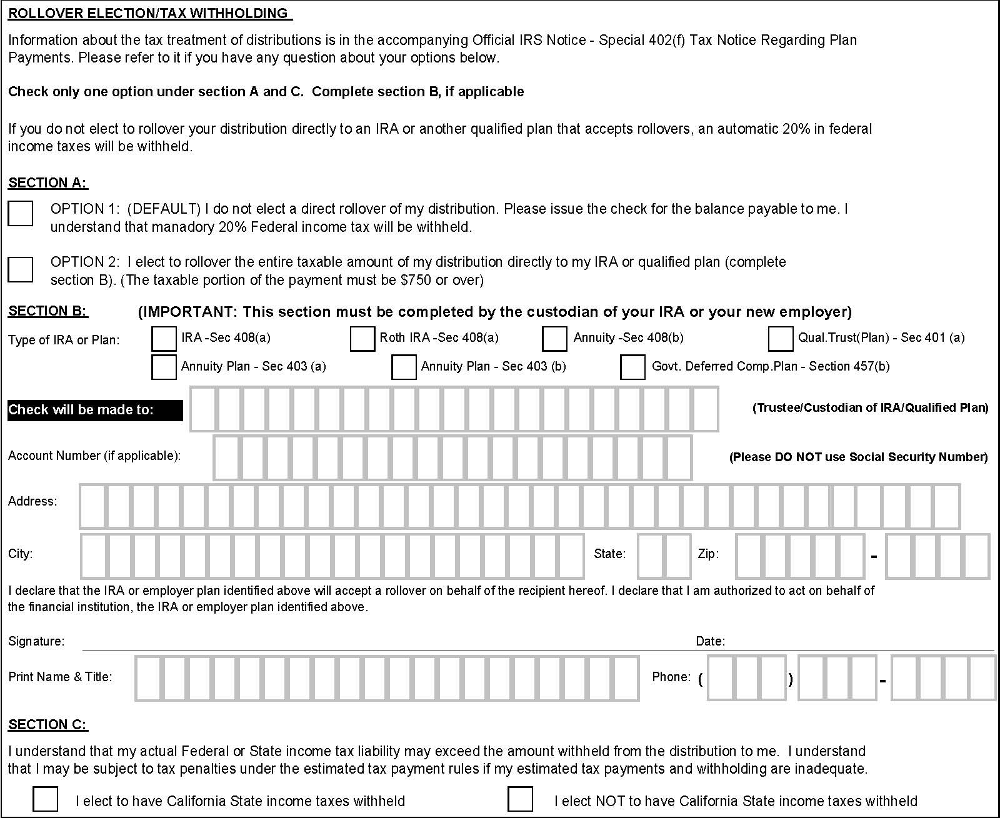 ROLLOVER ELECTION/TAX WITHHOLDING
Information about the tax treatment of distributions is in the accompanying Official IRS Notice - Special 402(f) Tax Notice Regarding Plan
Payments. Please refer to it if you have any question about your options below.
Check only one option under section A and C.  Complete section B, if applicable
If you do not elect to rollover your distribution directly to an IRA or another qualified plan that accepts rollovers, an automatic 20% in federal
income taxes will be withheld.
SECTION A:
OPTION 1:  (DEFAULT) I do not elect a direct rollover of my distribution. Please issue the check for the balance payable to me. I
understand that manadory 20% Federal income tax will be withheld.
OPTION 2:  I elect to rollover the entire taxable amount of my distribution directly to my IRA or qualified plan (complete
section B). (The taxable portion of the payment must be $750 or over)
SECTION B: (IMPORTANT: This section must be completed by the custodian of your IRA or your new employer)
Type of IRA or Plan: IRA -Sec 408(a) Roth IRA -Sec 408(a) Annuity -Sec 408(b) Qual.Trust(Plan) - Sec 401 (a)
Annuity Plan - Sec 403 (a) Annuity Plan - Sec 403 (b) Govt. Deferred Comp.Plan - Section 457(b)
Check will be made to: (Trustee/Custodian of IRA/Qualified Plan)
Account Number (if applicable): (Please DO NOT use Social Security Number)
Address:
City: State: Zip: -
I declare that the IRA or employer plan identified above will accept a rollover on behalf of the recipient hereof. I declare that I am authorized to act on behalf of
the financial institution, the IRA or employer plan identified above.
Signature: Date:
Print Name & Title: Phone: ( ) -
SECTION C:
I understand that my actual Federal or State income tax liability may exceed the amount withheld from the distribution to me.  I understand
that I may be subject to tax penalties under the estimated tax payment rules if my estimated tax payments and withholding are inadequate.
I elect to have California State income taxes withheld I elect NOT to have California State income taxes withheld